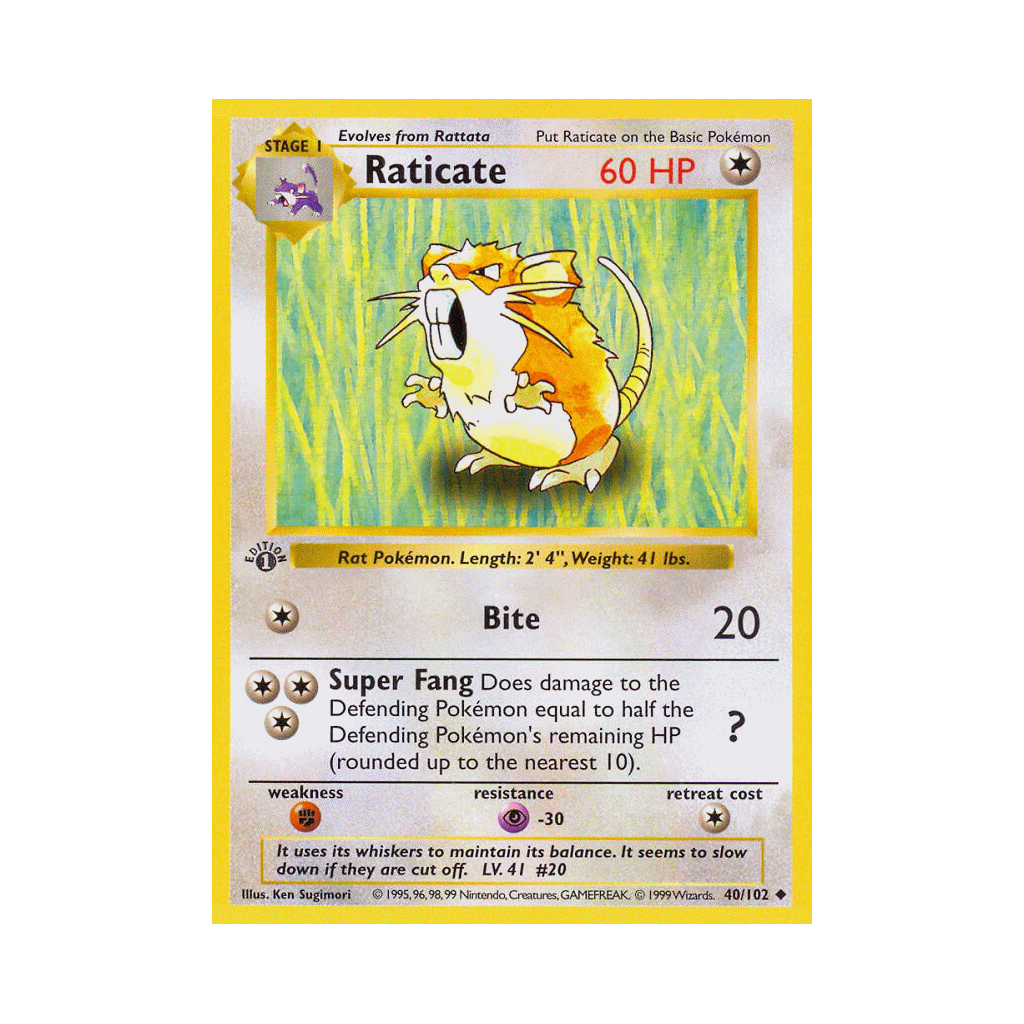 Evolves from Rattata Put Raticate on the Basic Pokémon
STAGE 1
Raticate 60 HP
EDITION
1
Rat Pokémon. Length: 2' 4", Weight: 41 lbs.
Bite 20
Super Fang Does damage to the
Defending Pokémon equal to half the
Defending Pokémon's remaining HP
(rounded up to the nearest 10).
?
weakness resistance retreat cost
-30
It uses its whiskers to maintain its balance. It seems to slow
down if they are cut off. LV. 41 #20
Illus. Ken Sugimori © 1995, 96, 98, 99 Nintendo, Creatures, GAMEFREAK. © 1999 Wizards. 40/102